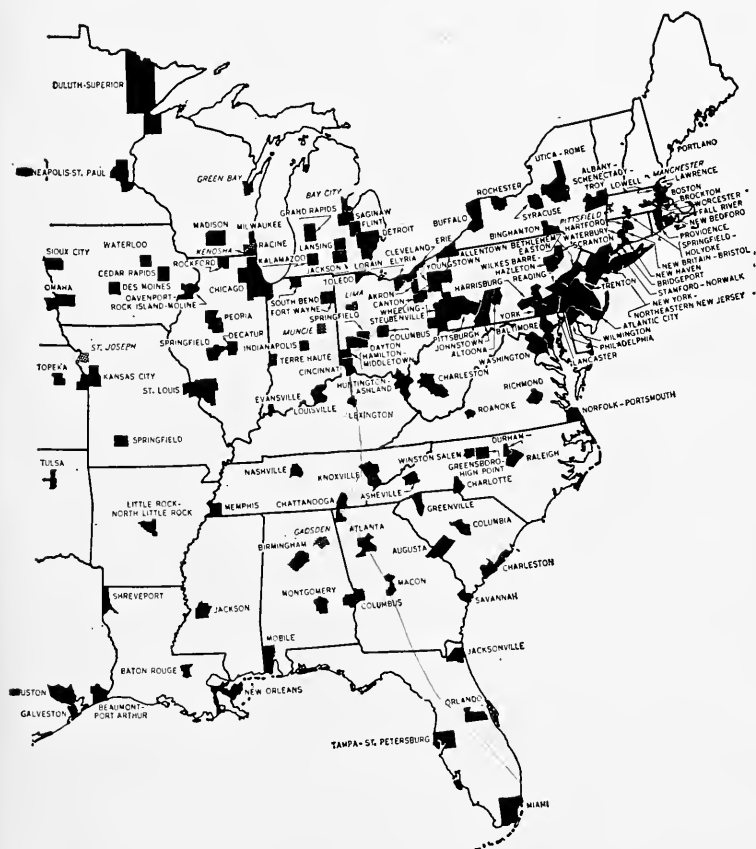 DULUTH-SUPERIOR
NEAPOLIS-ST. PAUL
GREEN BAY
BAY CITY
SAGINAW
FLINT
GRAND RAPIDS
DETROIT
MADISON
MILWAUKEE
KENOSHA
RACINE
LANSING
ROCKFORD
KALAMAZOO
JACKSON
LORAIN
ELYRIA
CLEVELAND
ERIE
BUFFALO
ROCHESTER
SYRACUSE
UTICA-ROME
BINGHAMTON
ALBANY-
SCHENECTADY-
TROY
LOWELL
MANCHESTER
PORTLAND
LAWRENCE
BOSTON
BROCKTON
WORCESTER
FALL RIVER
NEW BEDFORD
PROVIDENCE
SPRINGFIELD-
HOLYOKE
PITTSFIELD
HARTFORD
WATERBURY
SCRANTON
NEW BRITAIN-BRISTOL
NEW HAVEN
BRIDGEPORT
STAMFORD-NORWALK
NEW YORK-
NORTHEASTERN NEW JERSEY
TRENTON
ATLANTIC CITY
PHILADELPHIA
WILMINGTON
LANCASTER
ALLENTOWN BETHLEHEM
EASTON
WILKES BARRE-
HAZLETON
READING
HARRISBURG
YORK
BALTIMORE
WASHINGTON
YOUNGSTOWN
AKRON
CANTON
WHEELING-
STEUBENVILLE
PITTSBURGH
JOHNSTOWN
ALTOONA
COLUMBUS
TOLEDO
LIMA
SPRINGFIELD
DAYTON
HAMILTON-
MIDDLETOWN
CINCINNATI
SOUTH BEND
FORT WAYNE
MUNCIE
INDIANAPOLIS
TERRE HAUTE
EVANSVILLE
LOUISVILLE
LEXINGTON
HUNTINGTON-
ASHLAND
CHARLESTON
RICHMOND
ROANOKE
NORFOLK-PORTSMOUTH
SIOUX CITY
WATERLOO
CEDAR RAPIDS
OMAHA
DES MOINES
DAVENPORT-
ROCK ISLAND-MOLINE
CHICAGO
PEORIA
DECATUR
SPRINGFIELD
ST. JOSEPH
TOPEKA
KANSAS CITY
ST. LOUIS
SPRINGFIELD
TULSA
LITTLE ROCK-
NORTH LITTLE ROCK
NASHVILLE
KNOXVILLE
MEMPHIS
CHATTANOOGA
ASHEVILLE
WINSTON SALEM
GREENSBORO-
HIGH POINT
DURHAM
RALEIGH
CHARLOTTE
GREENVILLE
COLUMBIA
GADSDEN
BIRMINGHAM
ATLANTA
AUGUSTA
CHARLESTON
MACON
SAVANNAH
MONTGOMERY
COLUMBUS
SHREVEPORT
JACKSON
MOBILE
JACKSONVILLE
BATON ROUGE
NEW ORLEANS
USTON
GALVESTON
BEAUMONT-
PORT ARTHUR
ORLANDO
TAMPA-ST. PETERSBURG
MIAMI